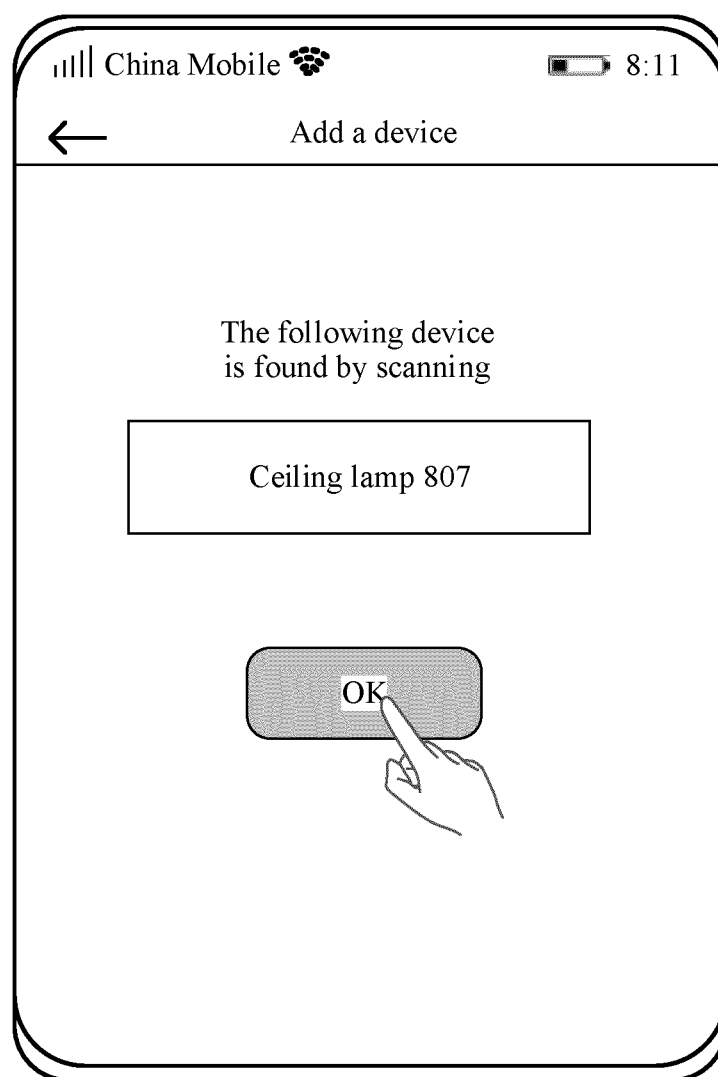 China Mobile 8:11
Add a device
The following device
is found by scanning
Ceiling lamp 807
OK